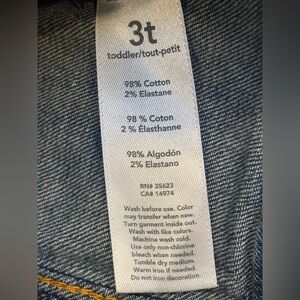 3t
toddler/tout-petit
98% Cotton
2% Elastane
98 % Coton
2 % Élasthanne
98% Algodón
2% Elastano
RN# 35623
CA# 14974
Wash before use. Color
may transfer when new.
Turn garment inside out.
Wash with like colors.
Machine wash cold.
Use only non-chlorine
bleach when needed.
Tumble dry medium.
Warm iron if needed.
Do not iron decoration.